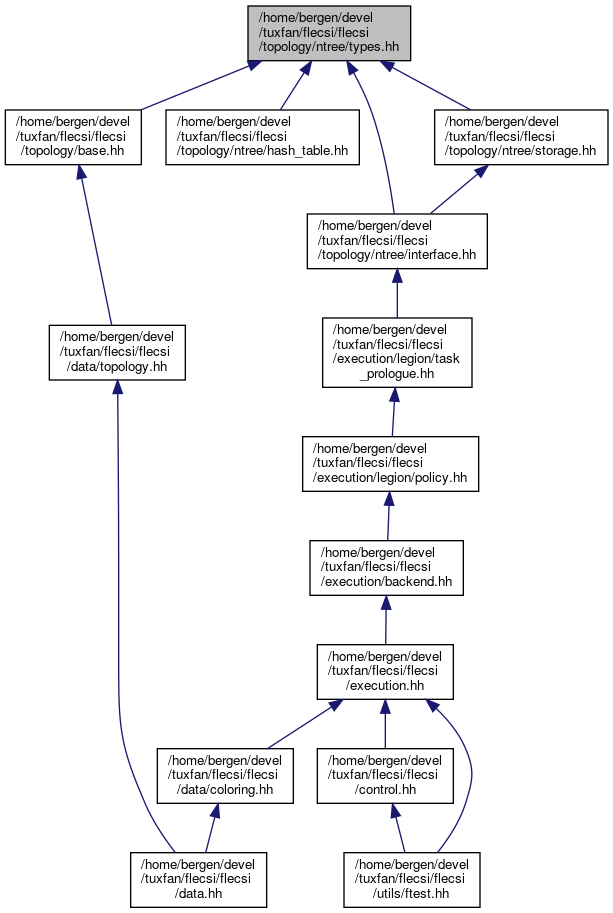 /home/bergen/devel
/tuxfan/flecsi/flecsi
/topology/ntree/types.hh
/home/bergen/devel
/tuxfan/flecsi/flecsi
/topology/base.hh
/home/bergen/devel
/tuxfan/flecsi/flecsi
/topology/ntree/hash_table.hh
/home/bergen/devel
/tuxfan/flecsi/flecsi
/topology/ntree/storage.hh
/home/bergen/devel
/tuxfan/flecsi/flecsi
/topology/ntree/interface.hh
/home/bergen/devel
/tuxfan/flecsi/flecsi
/data/topology.hh
/home/bergen/devel
/tuxfan/flecsi/flecsi
/execution/legion/task
_prologue.hh
/home/bergen/devel
/tuxfan/flecsi/flecsi
/execution/legion/policy.hh
/home/bergen/devel
/tuxfan/flecsi/flecsi
/execution/backend.hh
/home/bergen/devel
/tuxfan/flecsi/flecsi
/execution.hh
/home/bergen/devel
/tuxfan/flecsi/flecsi
/data/coloring.hh
/home/bergen/devel
/tuxfan/flecsi/flecsi
/control.hh
/home/bergen/devel
/tuxfan/flecsi/flecsi
/data.hh
/home/bergen/devel
/tuxfan/flecsi/flecsi
/utils/ftest.hh